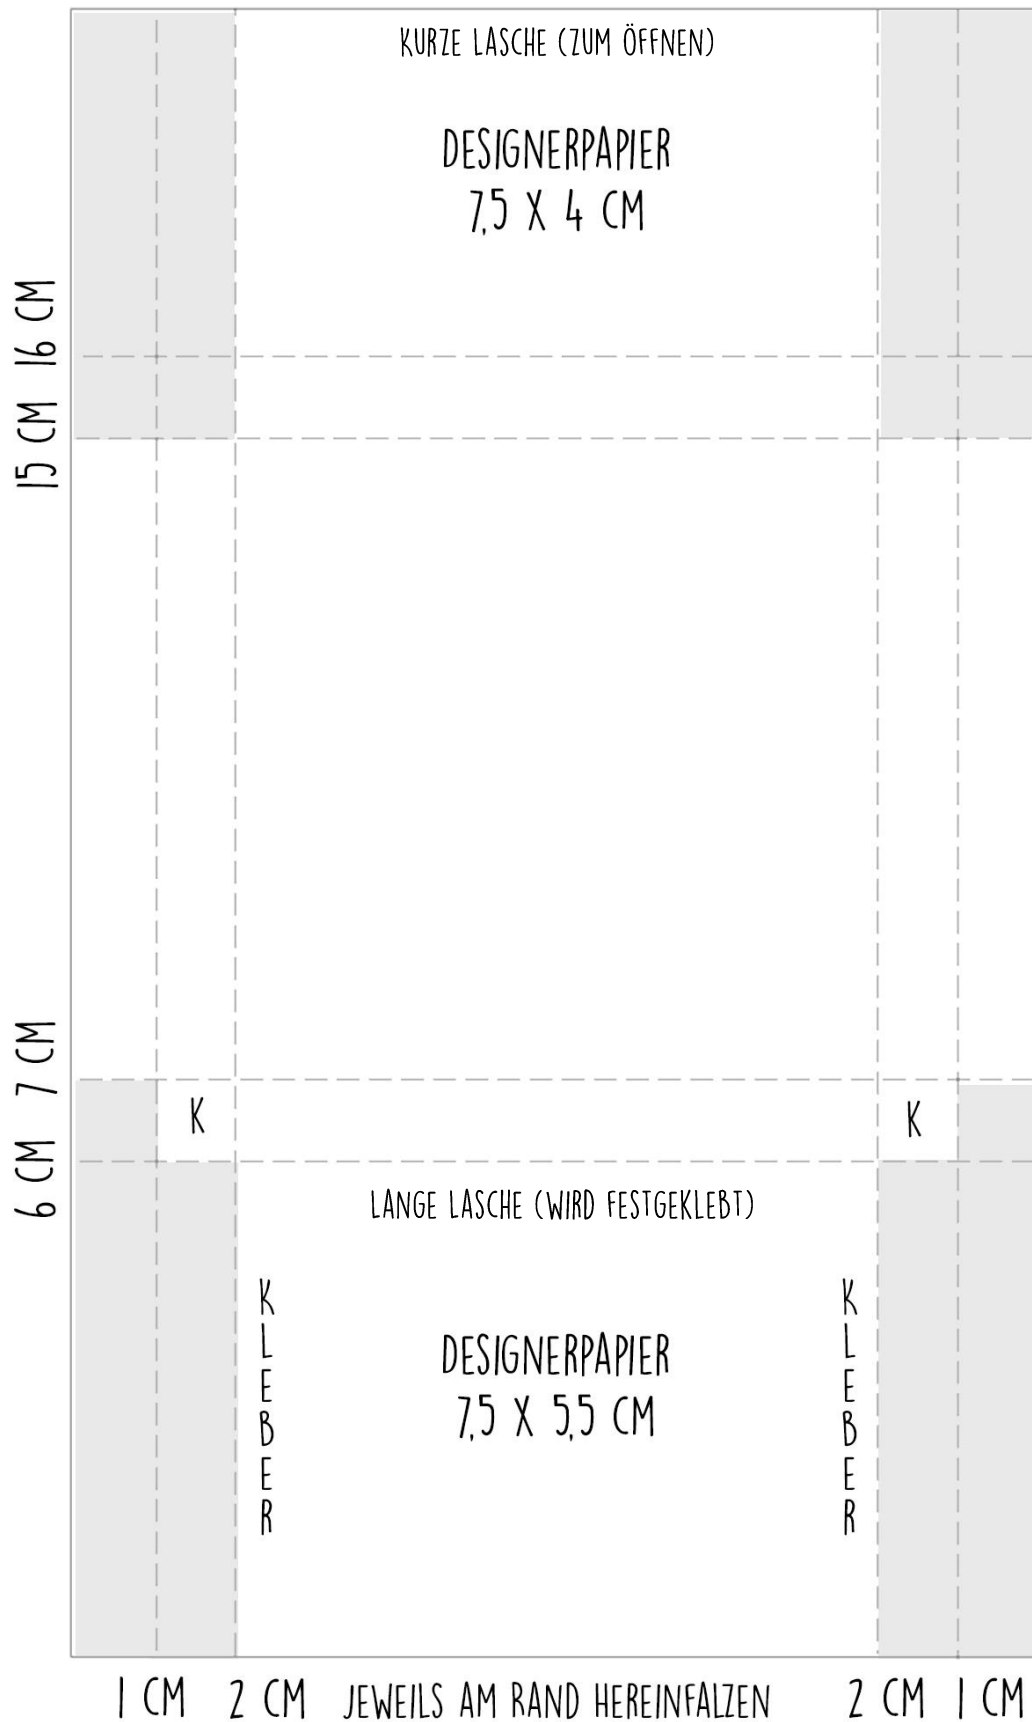 KURZE LASCHE (ZUM ÖFFNEN)
DESIGNERPAPIER
7,5 X 4 CM
16 CM
15 CM
7 CM
6 CM
K
K
LANGE LASCHE (WIRD FESTGEKLEBT)
KLEBER
KLEBER
DESIGNERPAPIER
7,5 X 5,5 CM
1 CM 2 CM JEWEILS AM RAND HEREINFALZEN 2 CM 1 CM